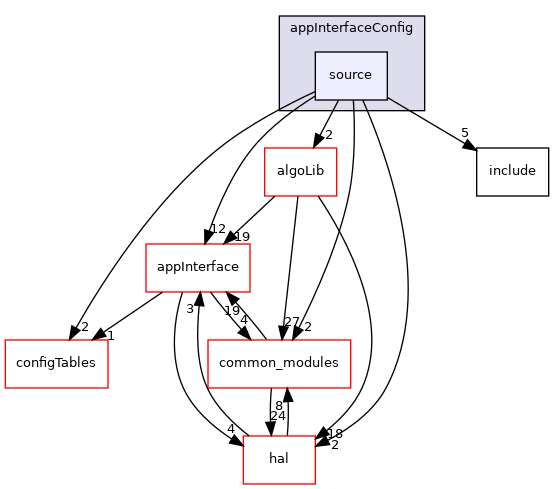 appInterfaceConfig
source
5
2
algoLib
include
12
19
appInterface
3
19
4
27
2
2
1
configTables
common_modules
8
24
4
18
2
hal